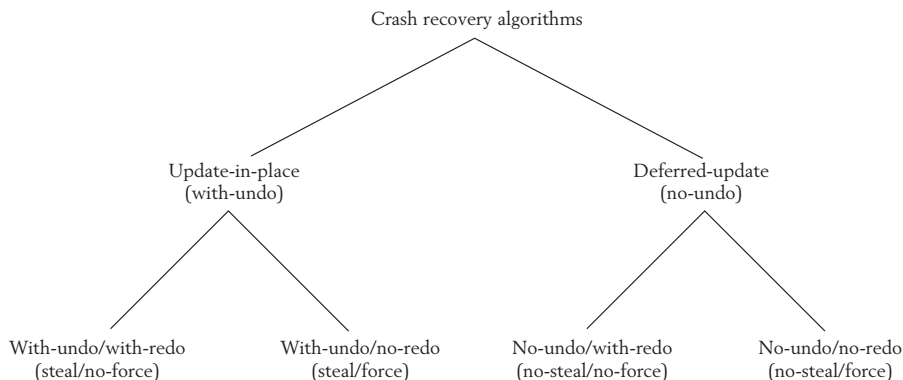 Crash recovery algorithms
Update-in-place
(with-undo)
Deferred-update
(no-undo)
With-undo/with-redo
(steal/no-force)
With-undo/no-redo
(steal/force)
No-undo/with-redo
(no-steal/no-force)
No-undo/no-redo
(no-steal/force)